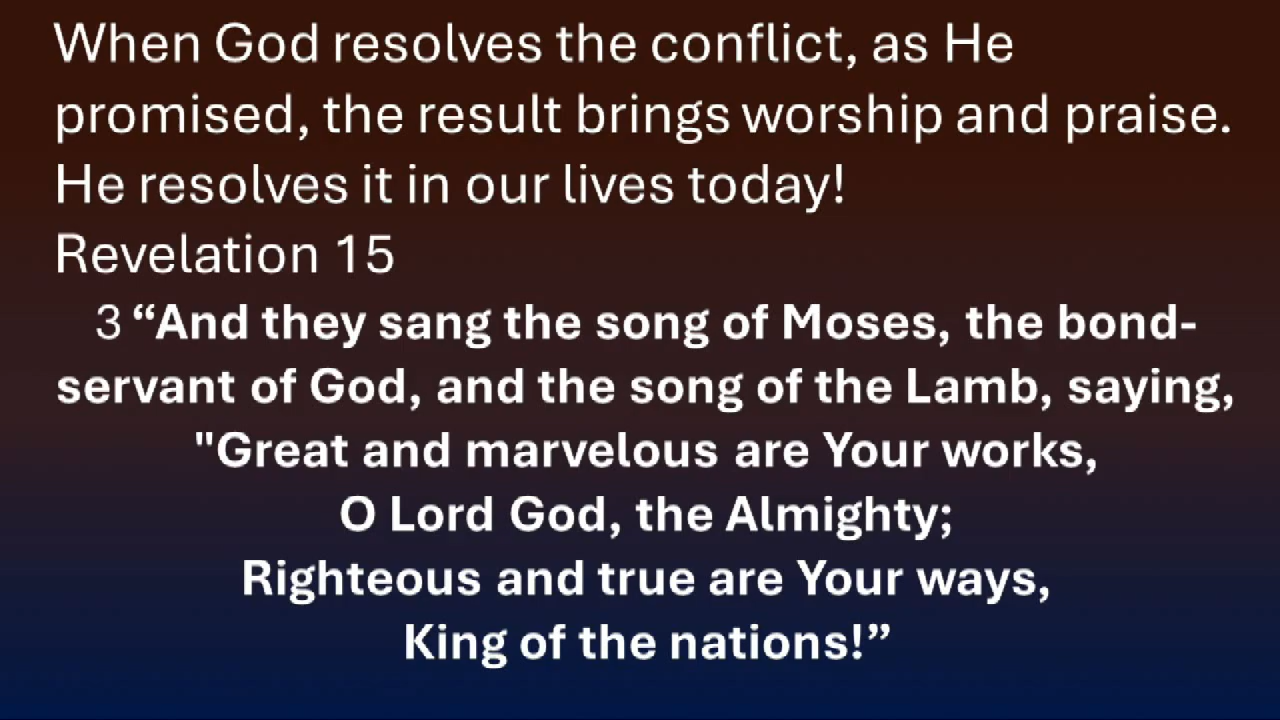 When God resolves the conflict, as He
promised, the result brings worship and praise.
He resolves it in our lives today!
Revelation 15
3 “And they sang the song of Moses, the bond-
servant of God, and the song of the Lamb, saying,
"Great and marvelous are Your works,
O Lord God, the Almighty;
Righteous and true are Your ways,
King of the nations!”